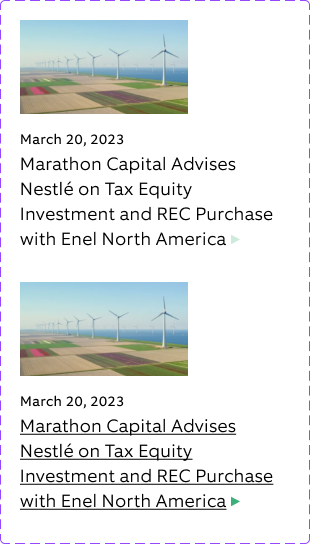 March 20, 2023
Marathon Capital Advises
Nestlé on Tax Equity
Investment and REC Purchase
with Enel North America
March 20, 2023
Marathon Capital Advises
Nestlé on Tax Equity
Investment and REC Purchase
with Enel North America